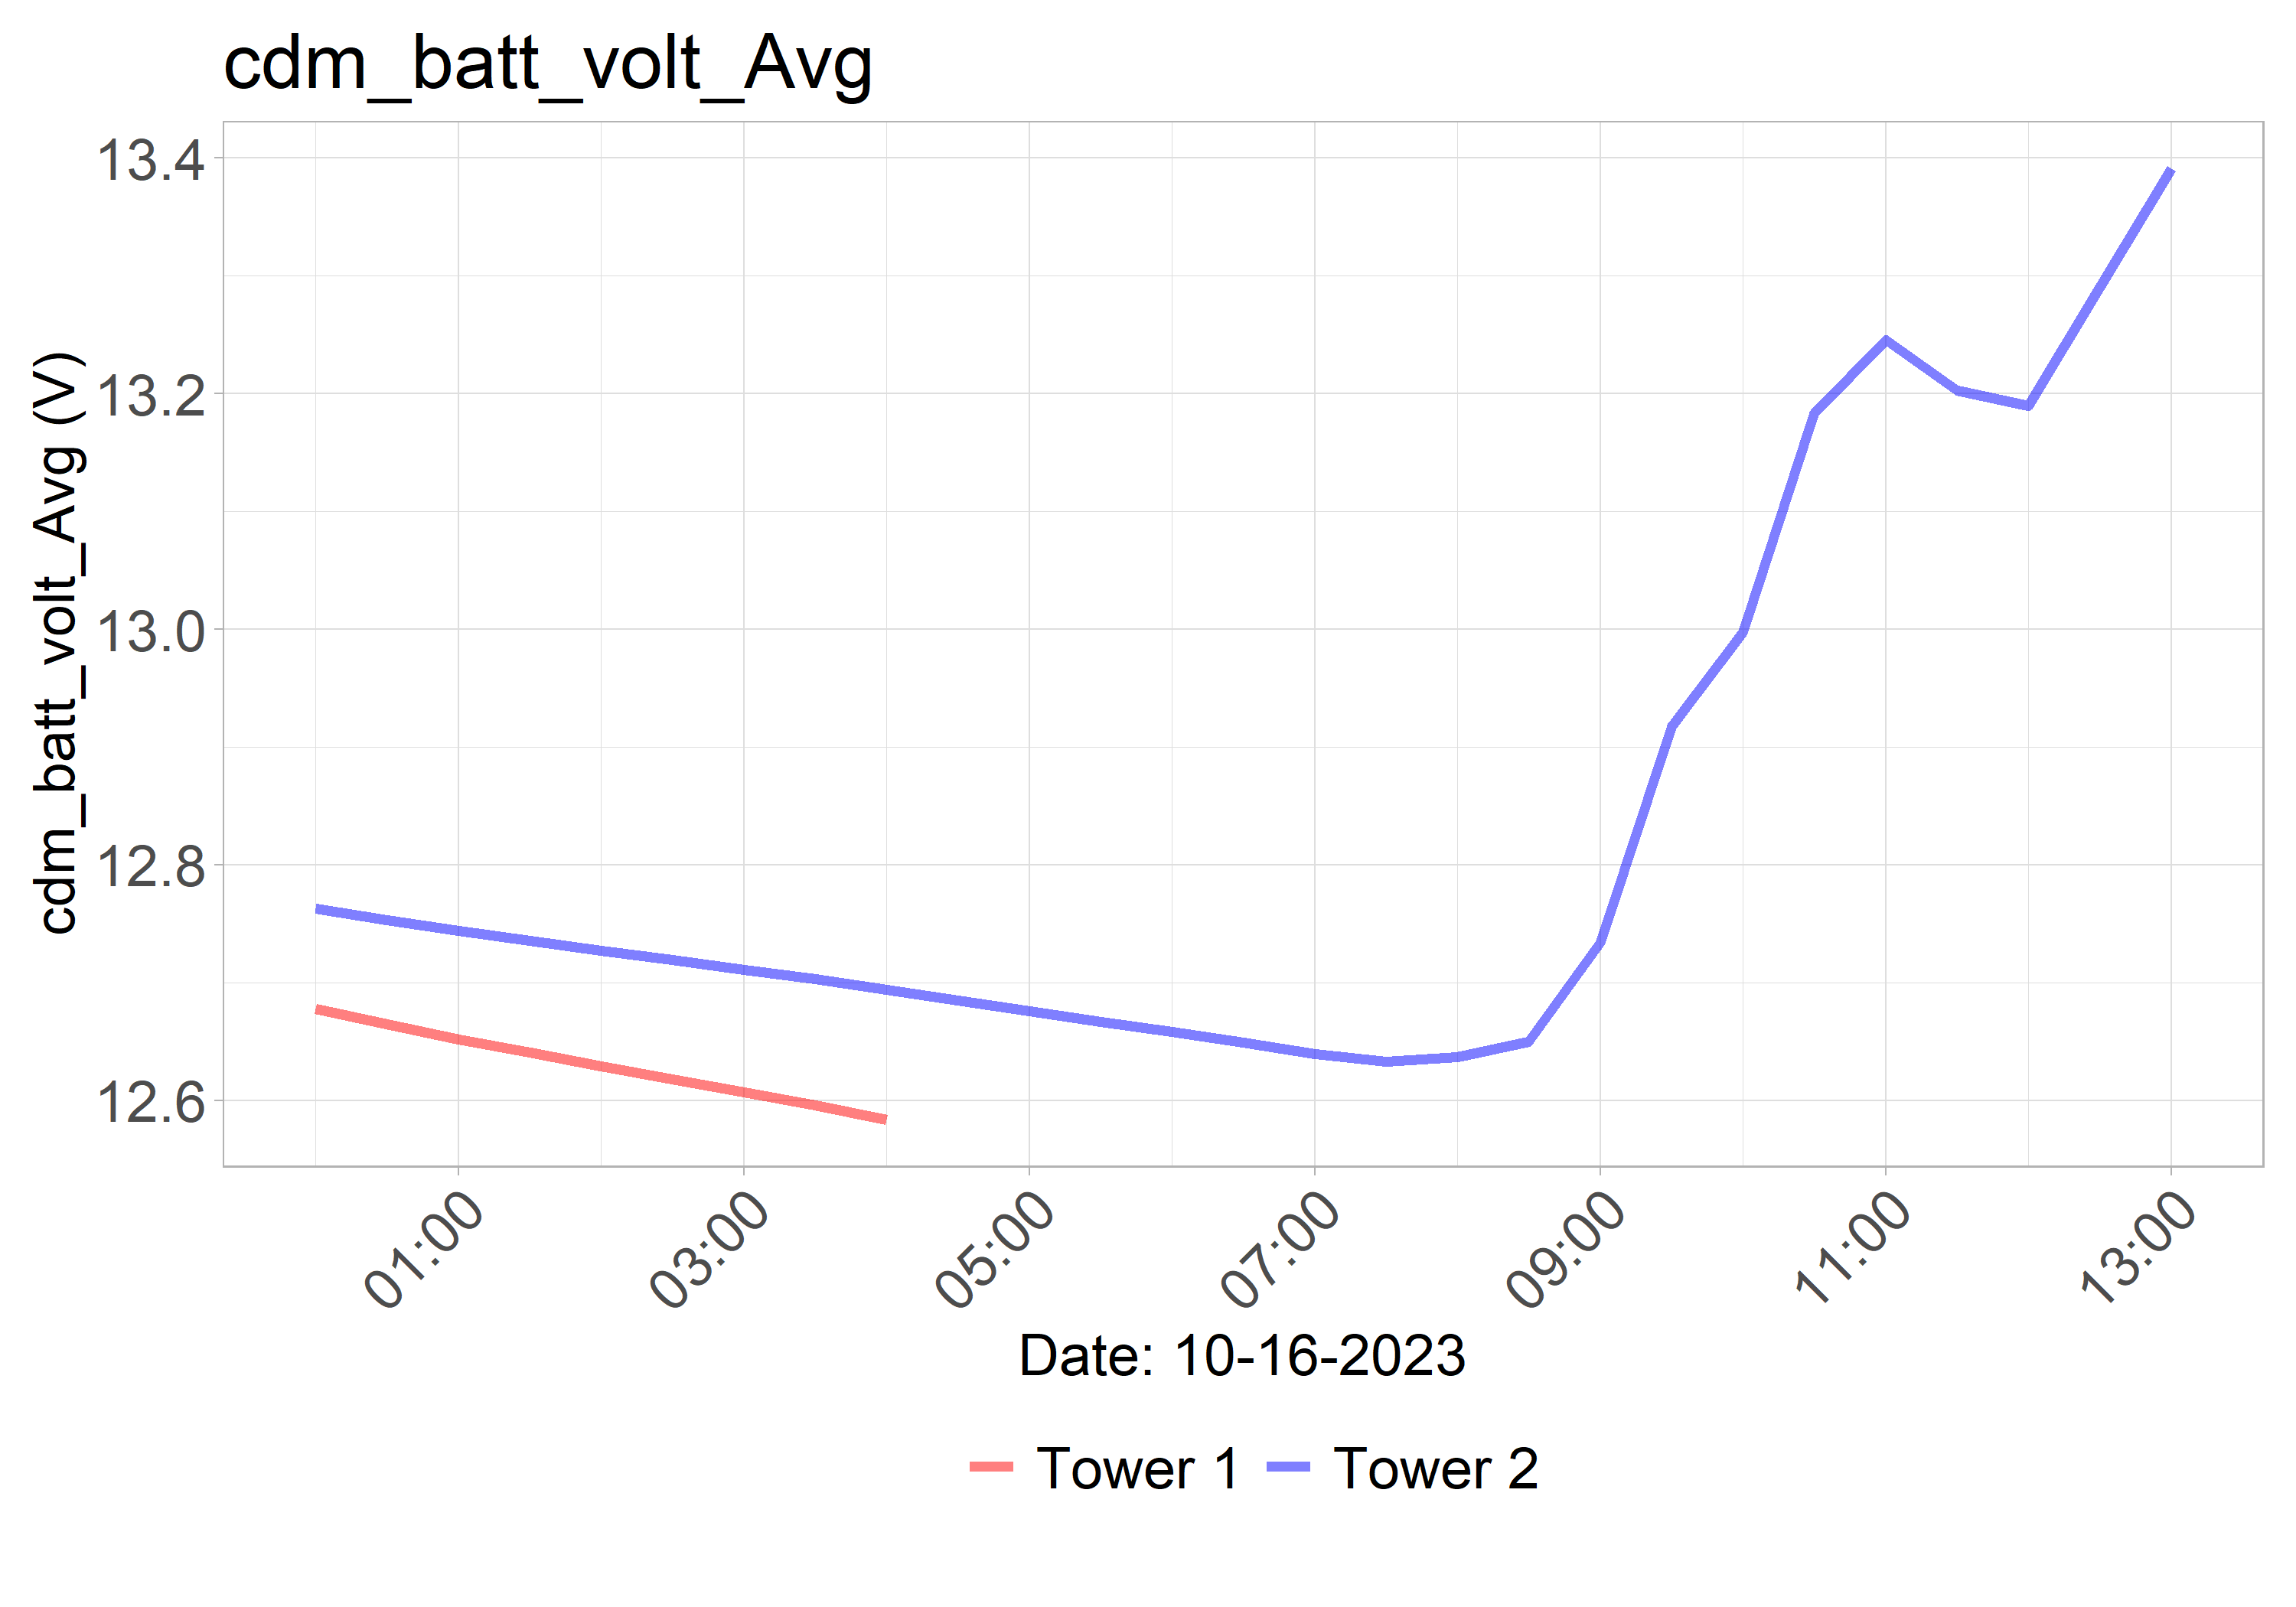 cdm_batt_volt_Avg
cdm_batt_volt_Avg (V)
13.4
13.2
13.0
12.8
12.6
01:00
03:00
05:00
07:00
09:00
11:00
13:00
Date: 10-16-2023
Tower 1
Tower 2